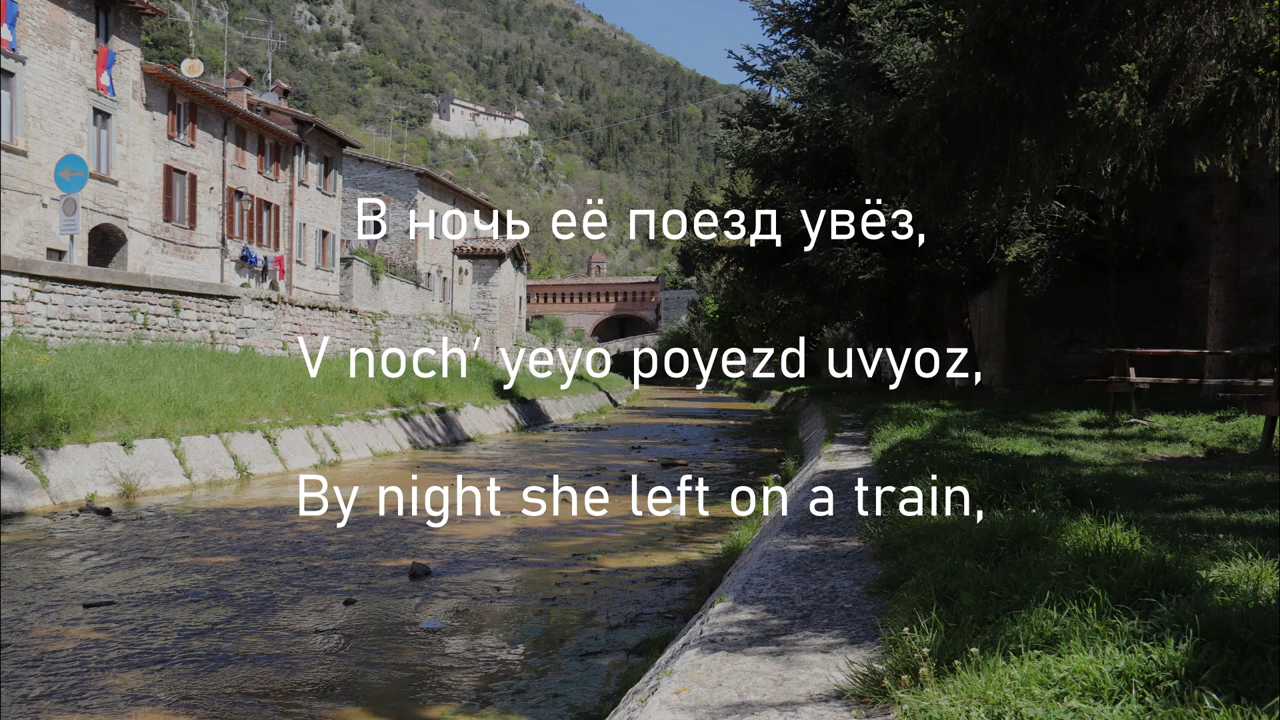 В ночь её поезд увёз,
V noch’ yeyo poyezd uvyoz,
By night she left on a train,